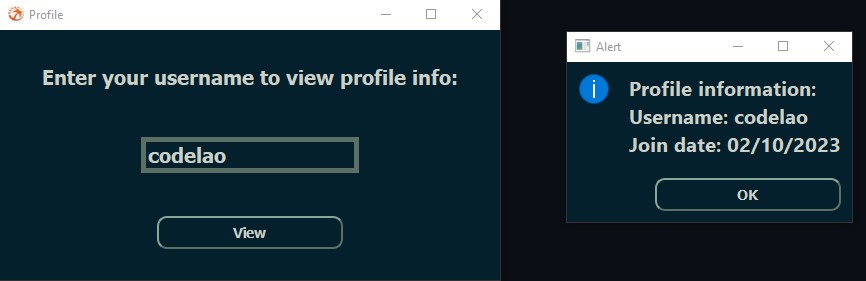 Profile
Enter your username to view profile info:
codelao
View
Alert
Profile information:
Username: codelao
Join date: 02/10/2023
OK